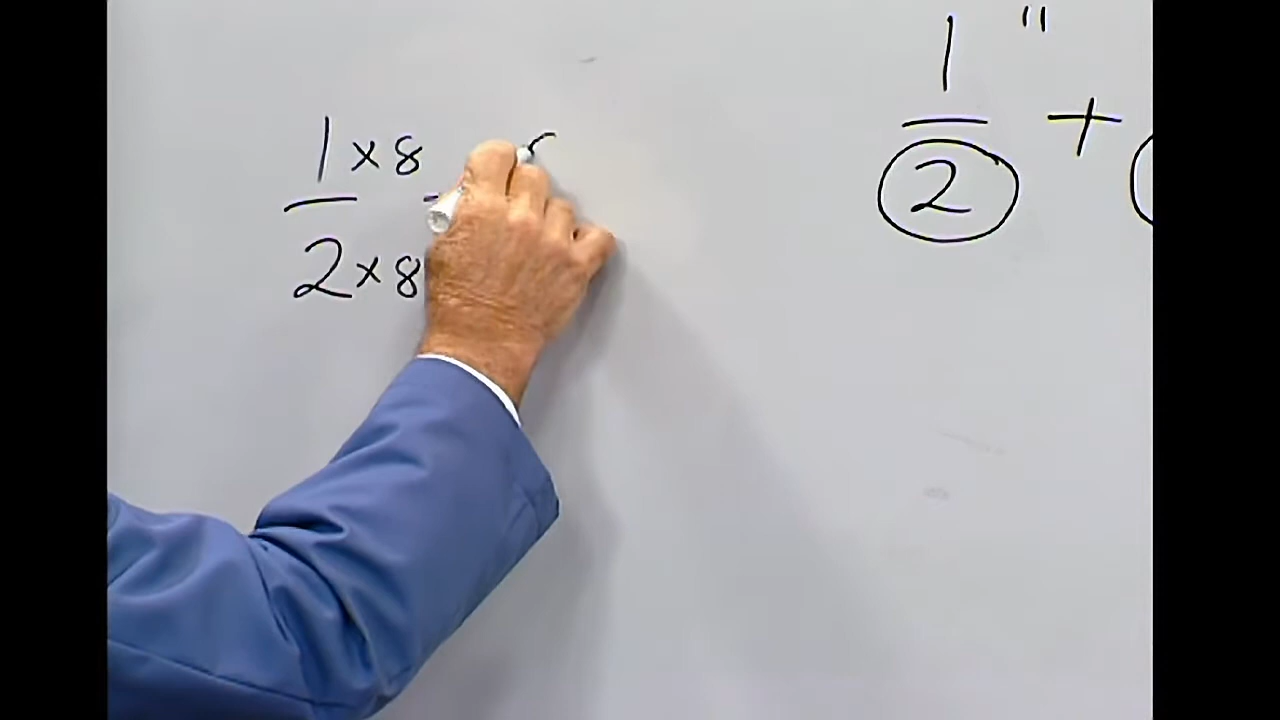 1 × 8
2 × 8
1 "
2 +